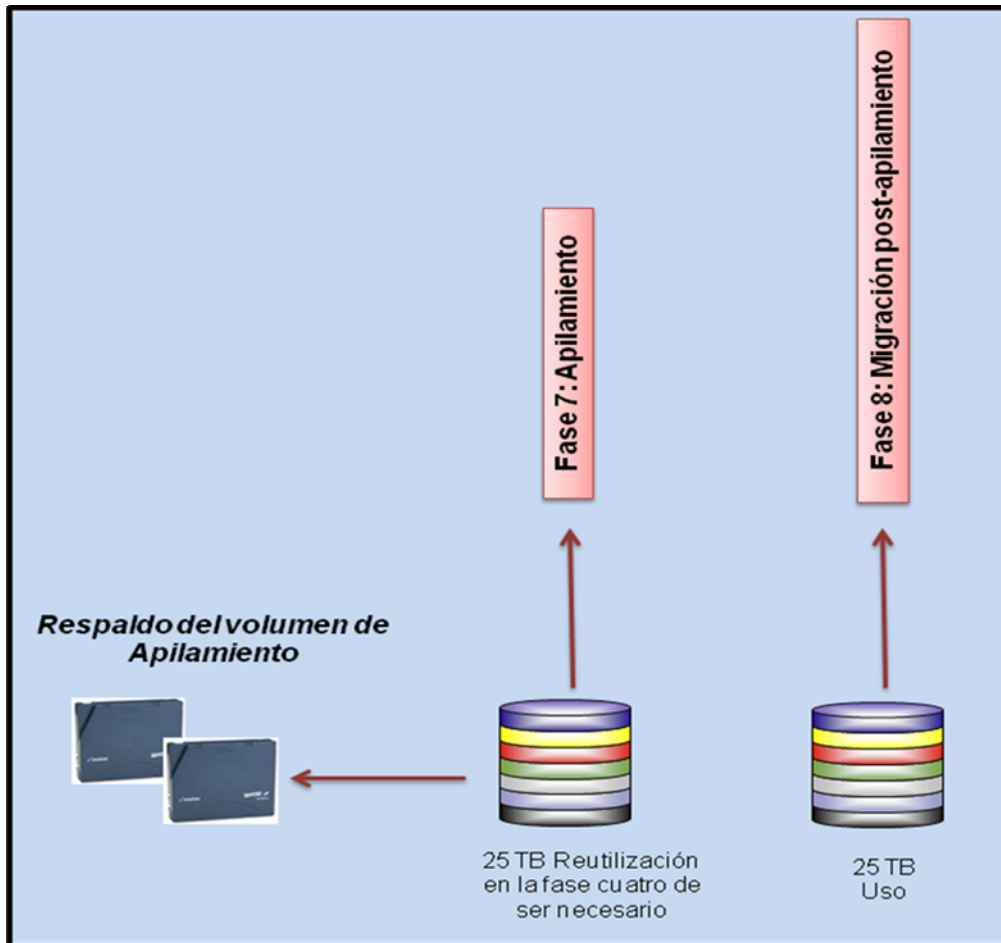 Fase 7: Apilamiento
Fase 8: Migración post-apilamiento
Respaldo del volumen de
Apilamiento
25 TB Reutilización
en la fase cuatro de
ser necesario
25 TB
Uso